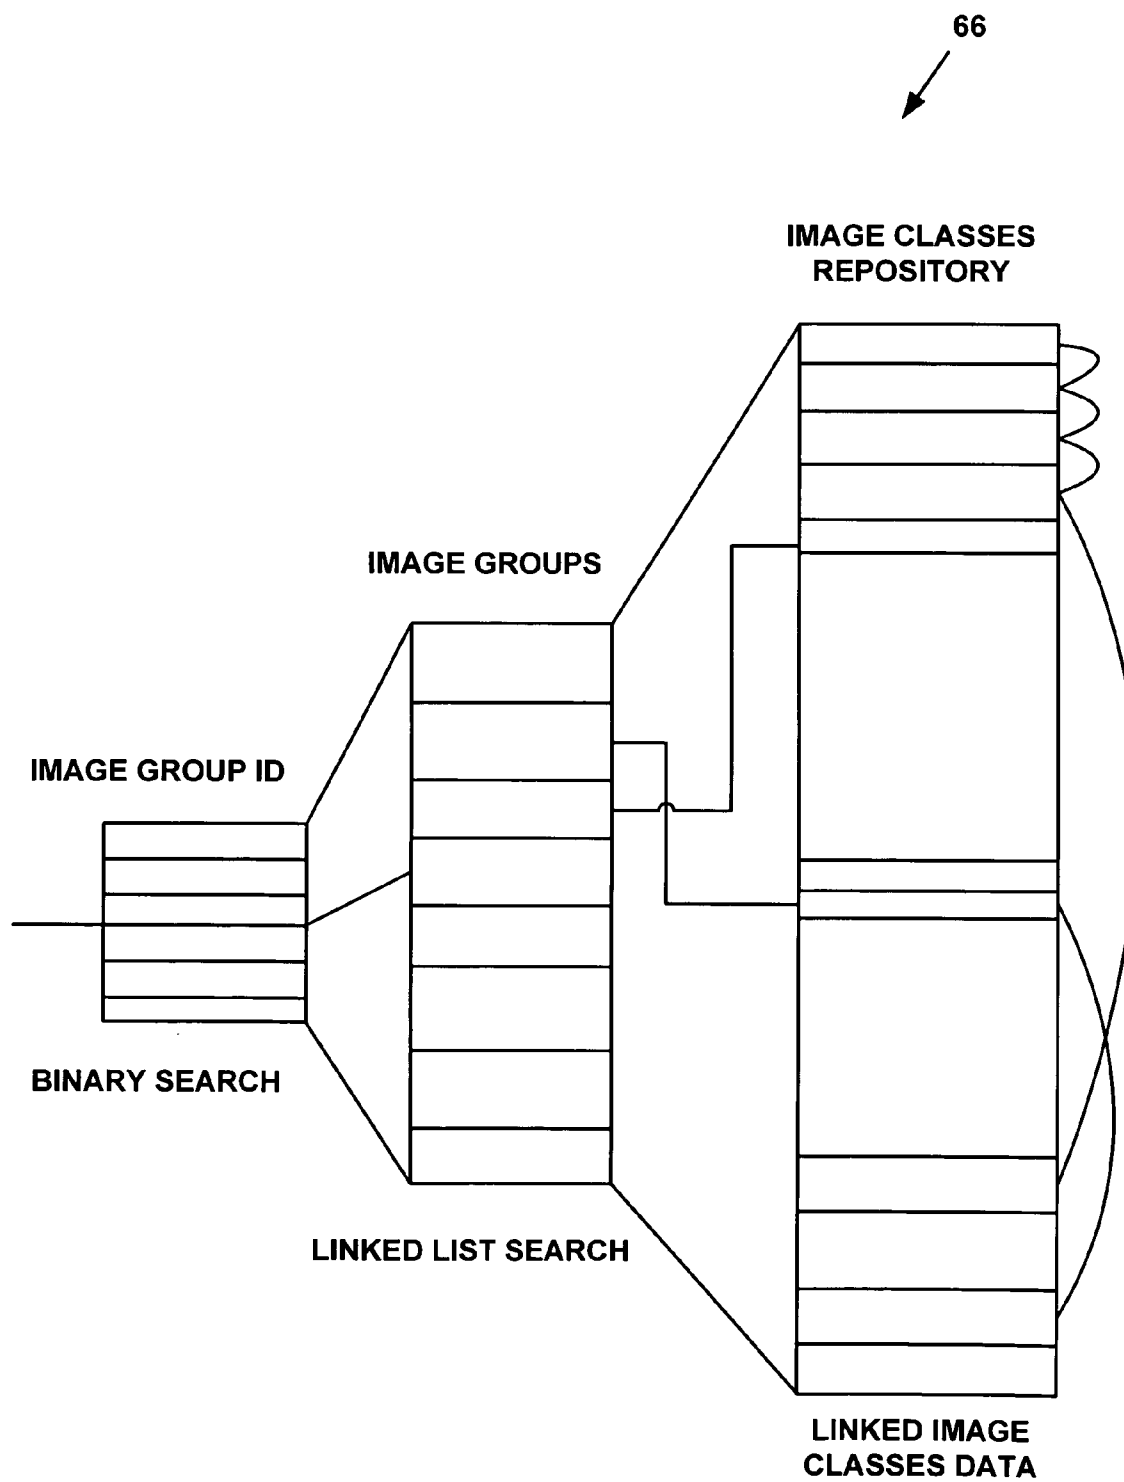 66
IMAGE CLASSES
REPOSITORY
IMAGE GROUPS
IMAGE GROUP ID
BINARY SEARCH
LINKED LIST SEARCH
LINKED IMAGE
CLASSES DATA